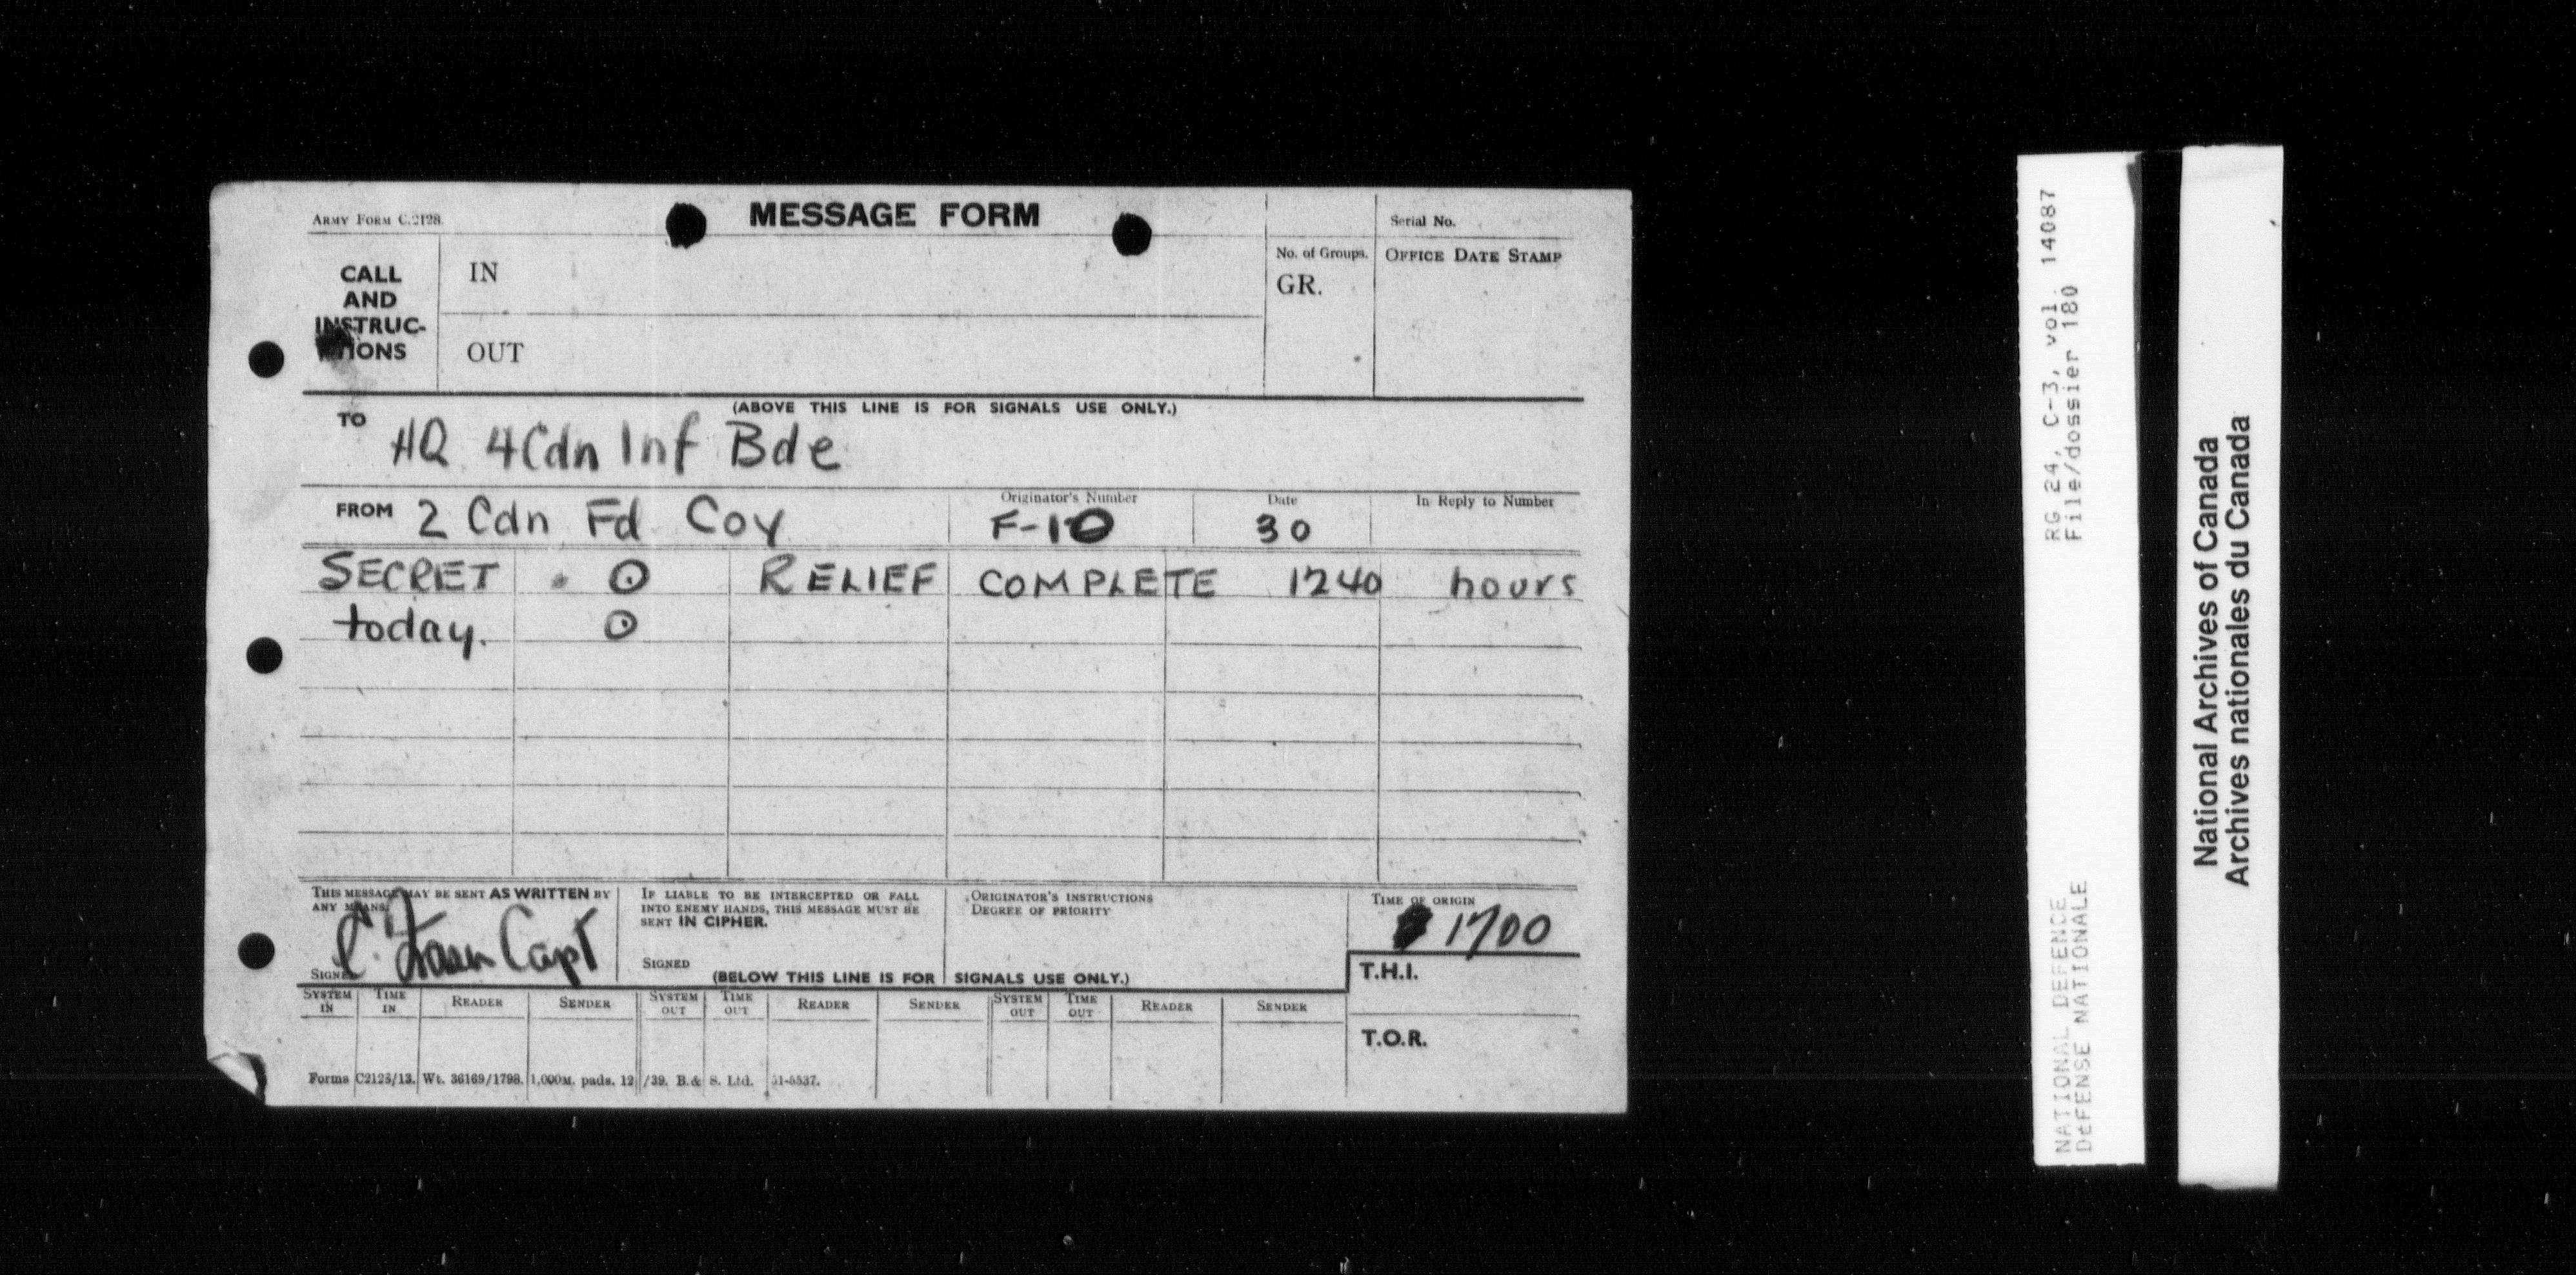 ARMY FORM C.2128.
MESSAGE FORM
Serial No.
CALL
AND
INSTRUC-
TIONS
IN
OUT
No. of Groups.
GR.
OFFICE DATE STAMP
(ABOVE THIS LINE IS FOR SIGNALS USE ONLY.)
TO HQ 4 Cdn Inf Bde
FROM 2 Cdn Fd Coy
Originator's Number
F-10
Date
30
In Reply to Number
SECRET ⊙ RELIEF COMPLETE 1240 hours
today. ⊙
THIS MESSAGE MAY BE SENT AS WRITTEN BY
ANY MEANS.
C. Capt
SIGNED
IF LIABLE TO BE INTERCEPTED OR FALL
INTO ENEMY HANDS, THIS MESSAGE MUST BE
SENT IN CIPHER.
SIGNED
ORIGINATOR'S INSTRUCTIONS
DEGREE OF PRIORITY
TIME OF ORIGIN
1700
(BELOW THIS LINE IS FOR SIGNALS USE ONLY.)
T.H.I.
T.O.R.
SYSTEM IN
TIME IN
READER
SENDER
SYSTEM OUT
TIME OUT
READER
SENDER
SYSTEM OUT
TIME OUT
READER
SENDER
Forms C2128/13. Wt. 36169/1798. 1,000M. pads. 12/39. B.& S. Ltd. 51-5537.
RG 24, C-3, vol. 14087
File/dossier 180
NATIONAL DEFENCE
DÉFENSE NATIONALE
National Archives of Canada
Archives nationales du Canada